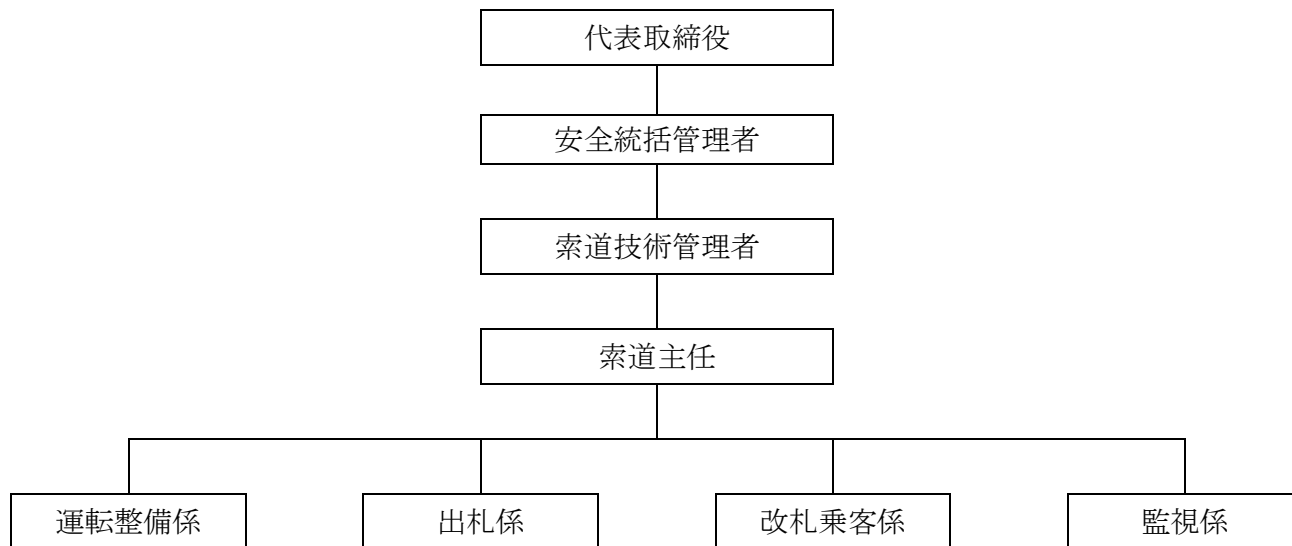 代表取締役
安全統括管理者
索道技術管理者
索道主任
運転整備係
出札係
改札乗客係
監視係